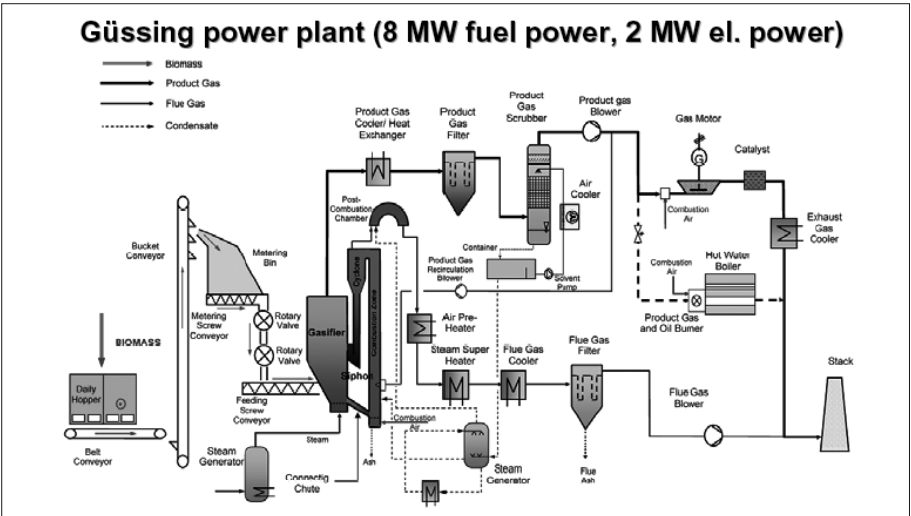 Güssing power plant (8 MW fuel power, 2 MW el. power)
Biomass
Product Gas
Flue Gas
Condensate
Product Gas
Cooler/ Heat
Exchanger
Product
Gas
Filter
Product
Gas
Scrubber
Product gas
Blower
Gas Motor
G
Catalyst
Air
Cooler
Combustion
Air
Exhaust
Gas
Cooler
Post-
Combustion
Chamber
Bucket
Conveyor
Metering
Bin
Container
Solvent
Pump
Product Gas
Recirculation
Blower
Combustion
Air
Hot Water
Boiler
Product Gas
and Oil Burner
Cyclone
Combustion Zone
Metering
Screw
Conveyor
Rotary
Valve
Rotary
Valve
Gasifier
Siphon
Air Pre-
Heater
Steam Super
Heater
Flue Gas
Cooler
Flue Gas
Filter
Flue Gas
Blower
Stack
BIOMASS
Daily
Hopper
Feeding
Screw
Conveyor
Belt
Conveyor
Steam
Generator
Steam
Connectig
Chute
Ash
Combustion
Air
Steam
Generator
Flue
Ash